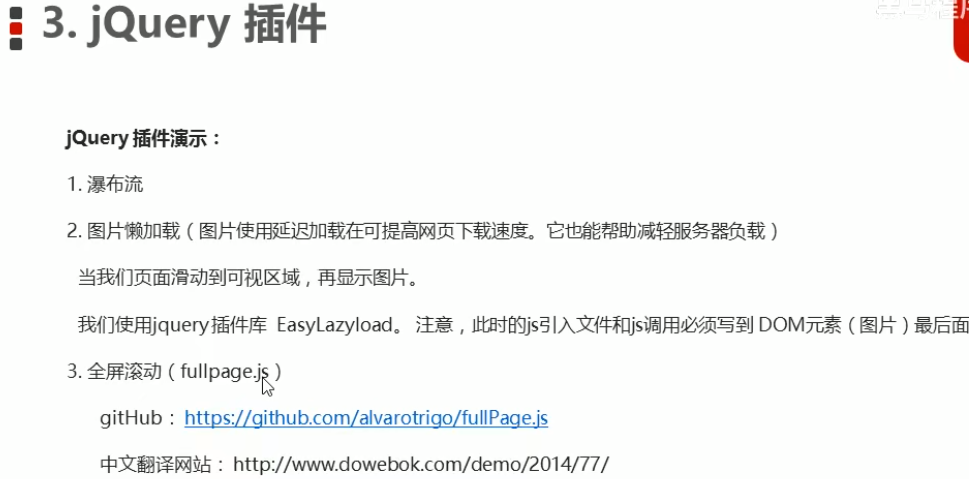 3. jQuery 插件
jQuery 插件演示：
1. 瀑布流
2. 图片懒加载（图片使用延迟加载在可提高网页下载速度。它也能帮助减轻服务器负载）
当我们页面滑动到可视区域，再显示图片。
我们使用jquery 插件库 EasyLazyload。 注意，此时的js引入文件和js调用必须写到 DOM元素（图片）最后面
3. 全屏滚动（fullpage.js）
gitHub： https://github.com/alvarotrigo/fullPage.js
中文翻译网站： http://www.dowebok.com/demo/2014/77/